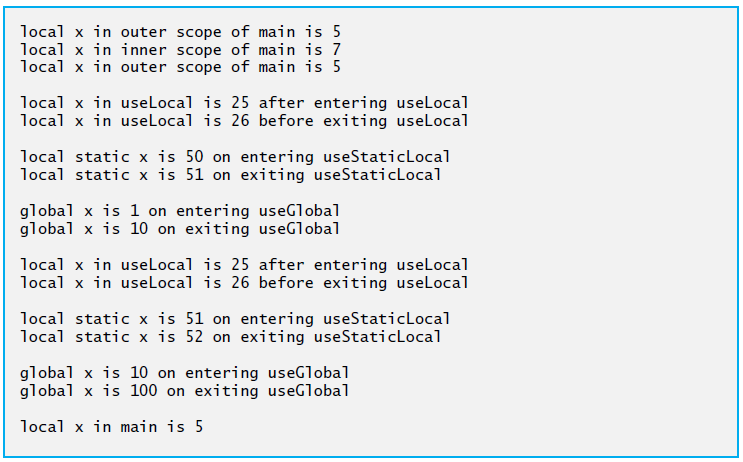 local x in outer scope of main is 5
local x in inner scope of main is 7
local x in outer scope of main is 5

local x in useLocal is 25 after entering useLocal
local x in useLocal is 26 before exiting useLocal

local static x is 50 on entering useStaticLocal
local static x is 51 on exiting useStaticLocal

global x is 1 on entering useGlobal
global x is 10 on exiting useGlobal

local x in useLocal is 25 after entering useLocal
local x in useLocal is 26 before exiting useLocal

local static x is 51 on entering useStaticLocal
local static x is 52 on exiting useStaticLocal

global x is 10 on entering useGlobal
global x is 100 on exiting useGlobal

local x in main is 5